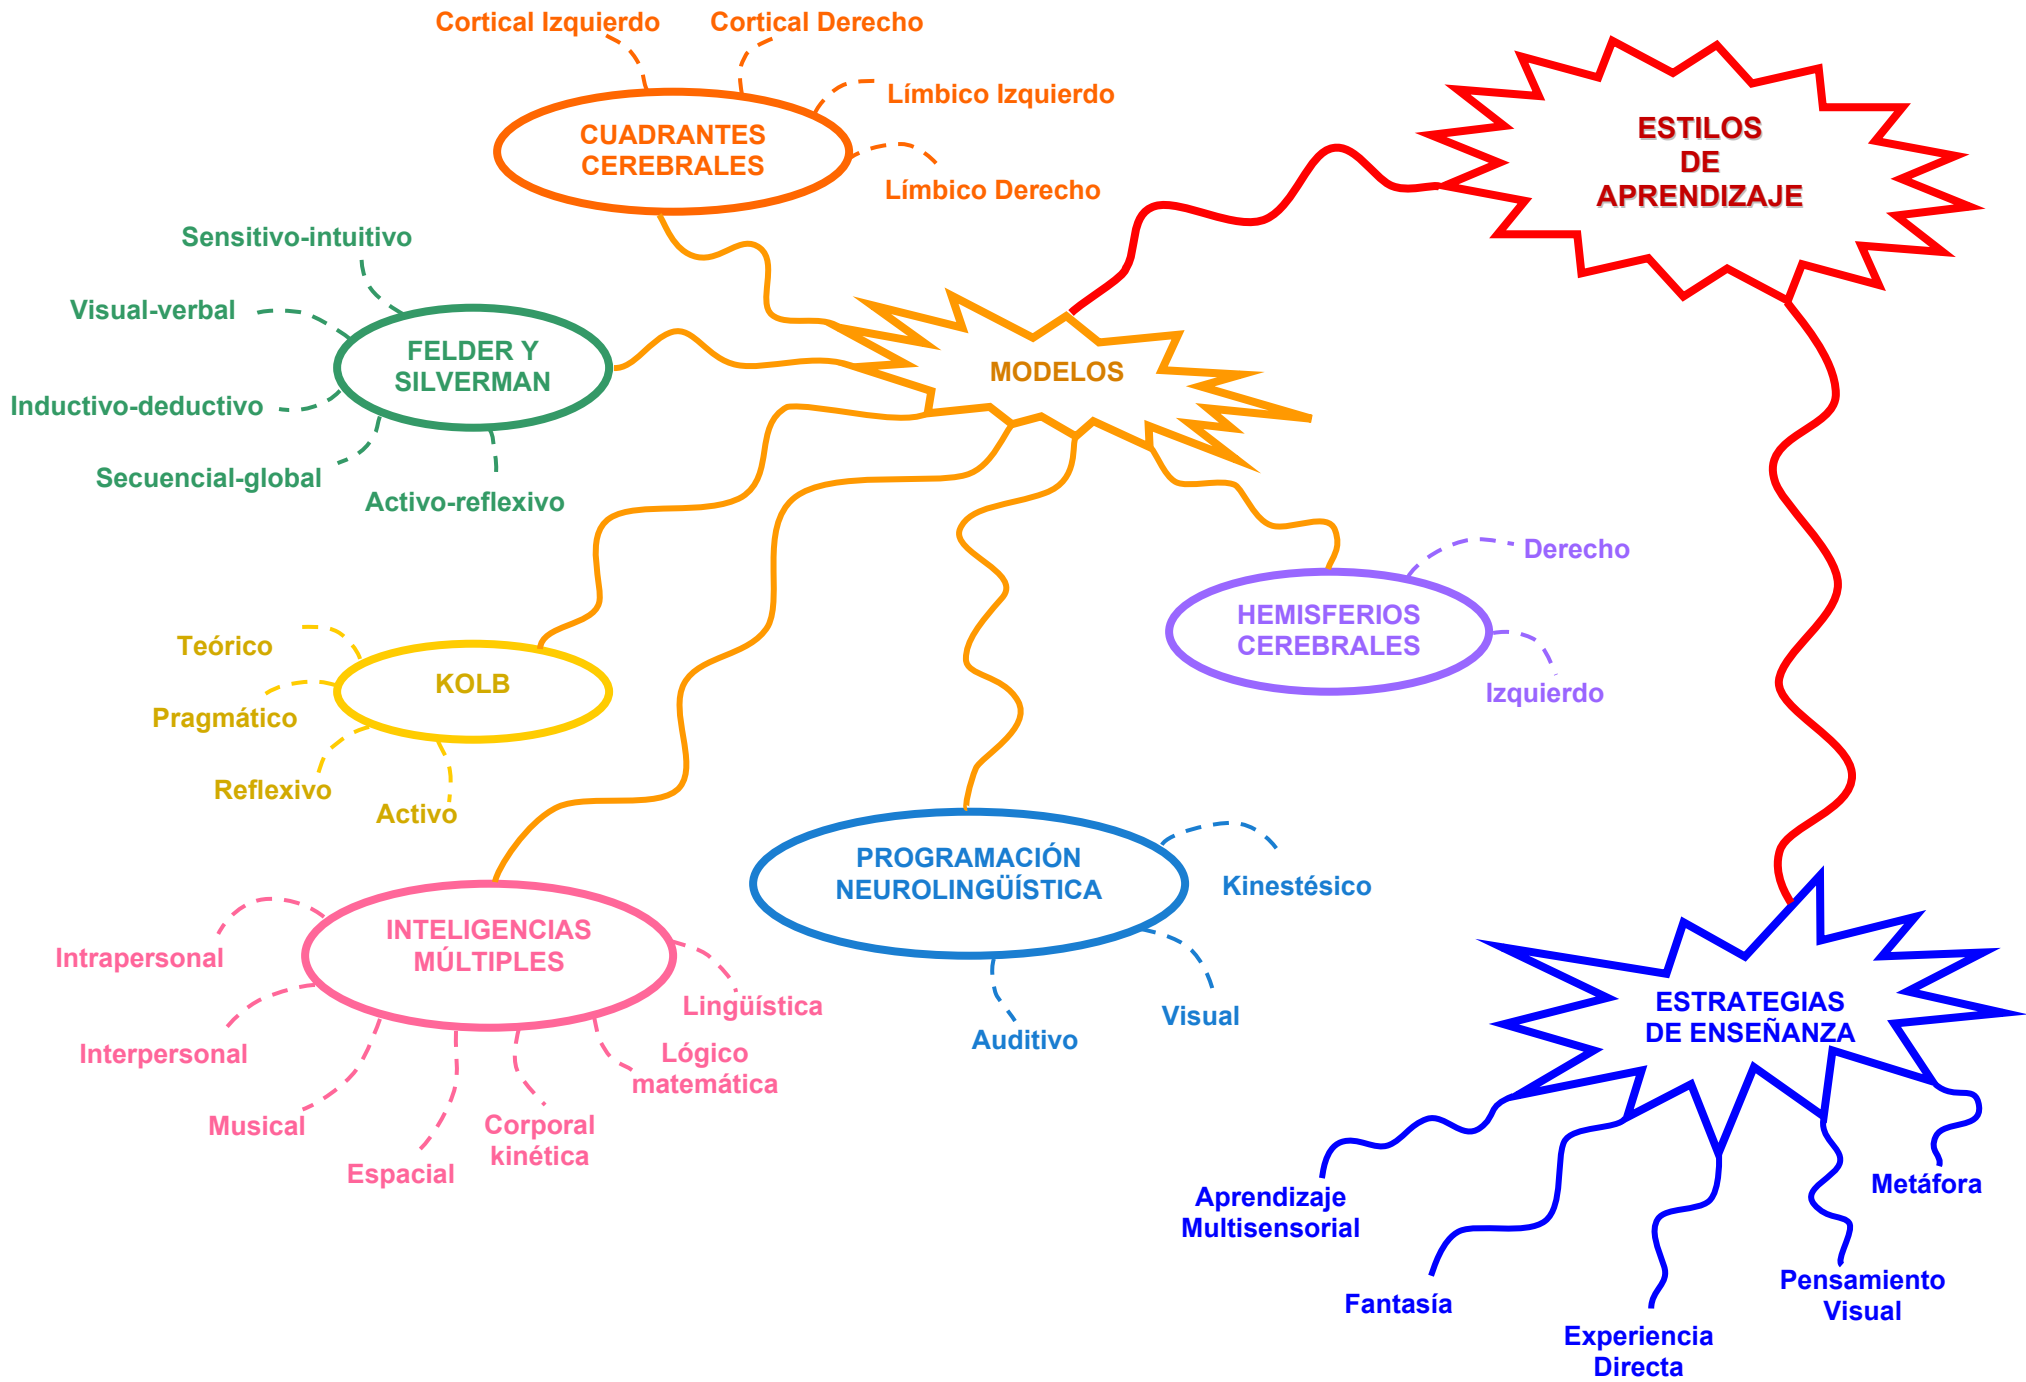 Cortical Izquierdo
Cortical Derecho
Límbico Izquierdo
Límbico Derecho
CUADRANTES
CEREBRALES
ESTILOS
DE
APRENDIZAJE
Sensitivo-intuitivo
Visual-verbal
Inductivo-deductivo
Secuencial-global
Activo-reflexivo
FELDER Y
SILVERMAN
MODELOS
Derecho
HEMISFERIOS
CEREBRALES
Izquierdo
Teórico
Pragmático
Reflexivo
Activo
KOLB
PROGRAMACIÓN
NEUROLINGÜÍSTICA
Kinestésico
Visual
Auditivo
INTELIGENCIAS
MÚLTIPLES
Intrapersonal
Interpersonal
Musical
Espacial
Corporal
kinética
Lógico
matemática
Lingüística
ESTRATEGIAS
DE ENSEÑANZA
Aprendizaje
Multisensorial
Fantasía
Experiencia
Directa
Pensamiento
Visual
Metáfora